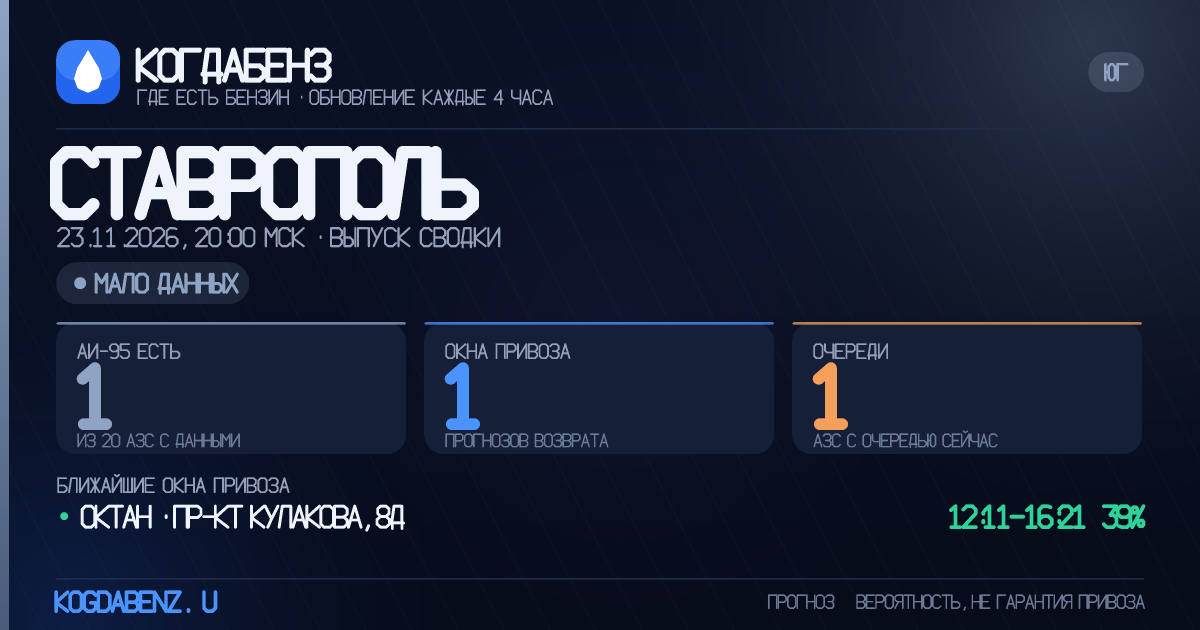 КОГДАБЕНЗ
ГДЕ ЕСТЬ БЕНЗИН · ОБНОВЛЕНИЕ КАЖДЫЕ 4 ЧАСА
ЮГ
СТАВРОПОЛЬ
23.11 2026, 20:00 МСК · ВЫПУСК СВОДКИ
МАЛО ДАННЫХ
АИ-95 ЕСТЬ
1
ИЗ 20 АЗС С ДАННЫМИ
ОКНА ПРИВОЗА
1
ПРОГНОЗОВ ВОЗВРАТА
ОЧЕРЕДИ
1
АЗС С ОЧЕРЕДЬЮ СЕЙЧАС
БЛИЖАЙШИЕ ОКНА ПРИВОЗА
• ОКТАН · ПР-КТ КУЛАКОВА, 8Д
12:11-16:21 39%
KOGDABENZ. U
ПРОГНОЗ ВЕРОЯТНОСТЬ, НЕ ГАРАНТИЯ ПРИВОЗА